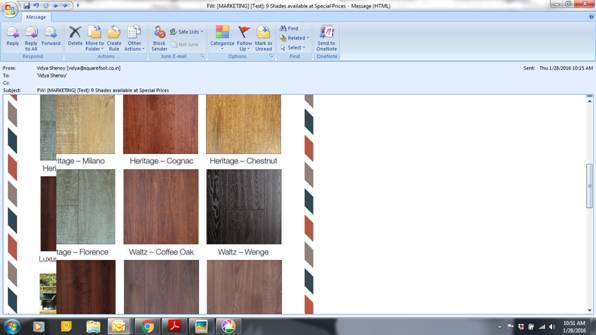 FW: [MARKETING] [Test]: 9 Shades available at Special Prices - Message (HTML)
Message
Reply
Reply to All
Forward
Delete
Move to Folder
Create Rule
Other Actions
Block Sender
Safe Lists
Not Junk
Categorize
Follow Up
Mark as Unread
Find
Related
Select
Send to OneNote
Respond
Actions
Junk E-mail
Options
Find
OneNote
From: Vidya Shenoy [vidya@squarefoot.co.in]
Sent: Thu 1/28/2016 10:55 AM
To: 'Vidya Shenoy'
Cc:
Subject: FW: [MARKETING] [Test]: 9 Shades available at Special Prices
itage – Milano
Heritage – Cognac
Heritage – Chestnut
Heri
tage – Florence
Waltz – Coffee Oak
Waltz – Wenge
Luxu
10:51 AM
1/28/2016